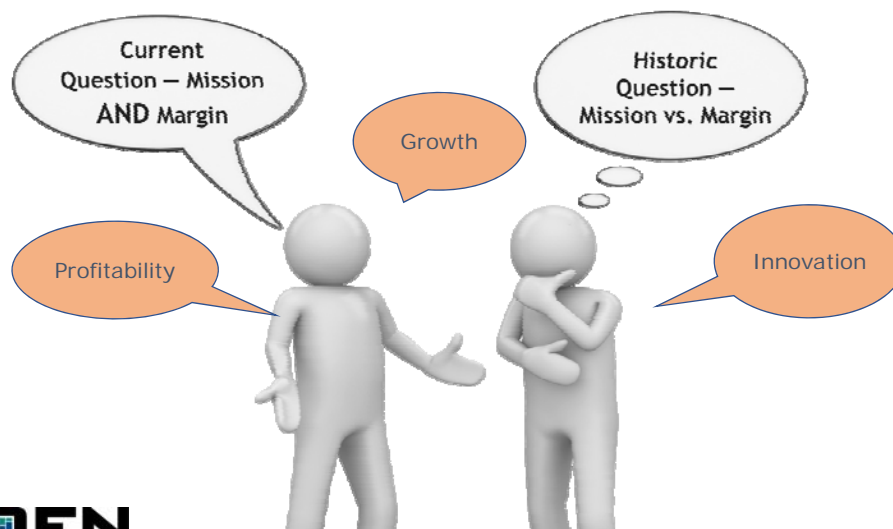 Current
Question — Mission
AND Margin
Historic
Question —
Mission vs. Margin
Growth
Profitability
Innovation